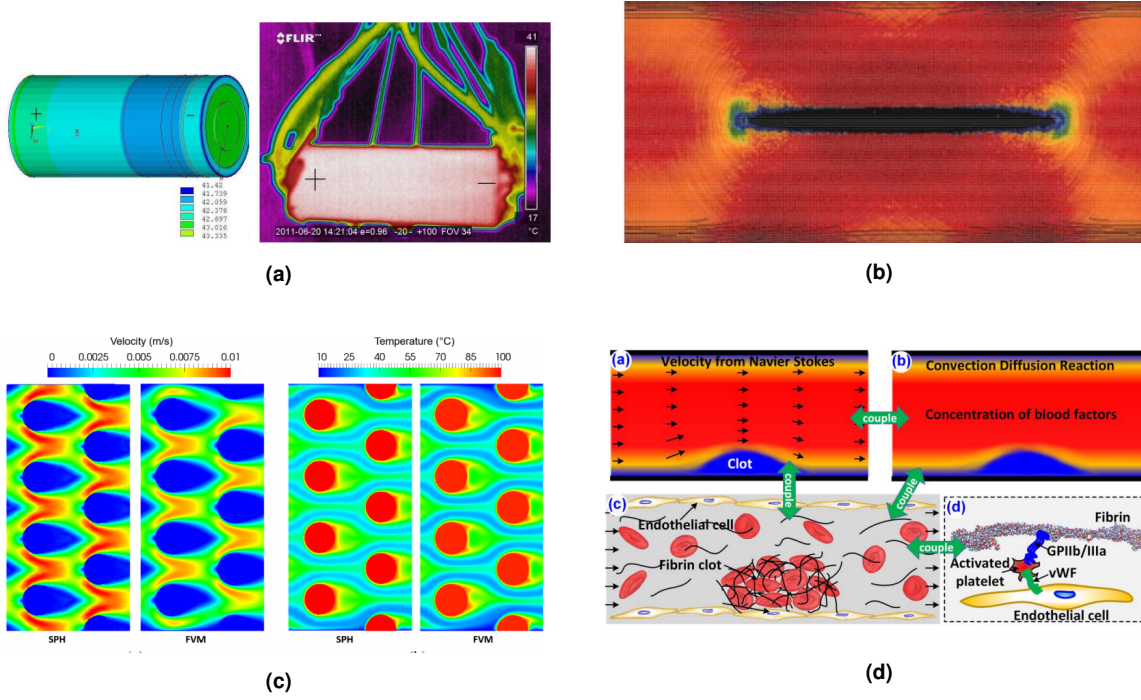 41.42
41.739
42.059
42.378
42.697
43.016
43.335
FLIR
41
17
°C
2011-06-20 14:21:04 e=0.96 -20 - +100 FOV 34
(a)
(b)
Velocity (m/s)
0 0.0025 0.005 0.0075 0.01
SPH FVM
Temperature (°C)
10 25 40 55 70 85 100
SPH FVM
(c)
(a)
Velocity from Navier Stokes
Clot
couple
(b)
Convection Diffusion Reaction
Concentration of blood factors
couple
couple
(c)
Endothelial cell
Fibrin clot
couple
(d)
Fibrin
GPIIb/IIIa
Activated
platelet
vWF
Endothelial cell
(d)